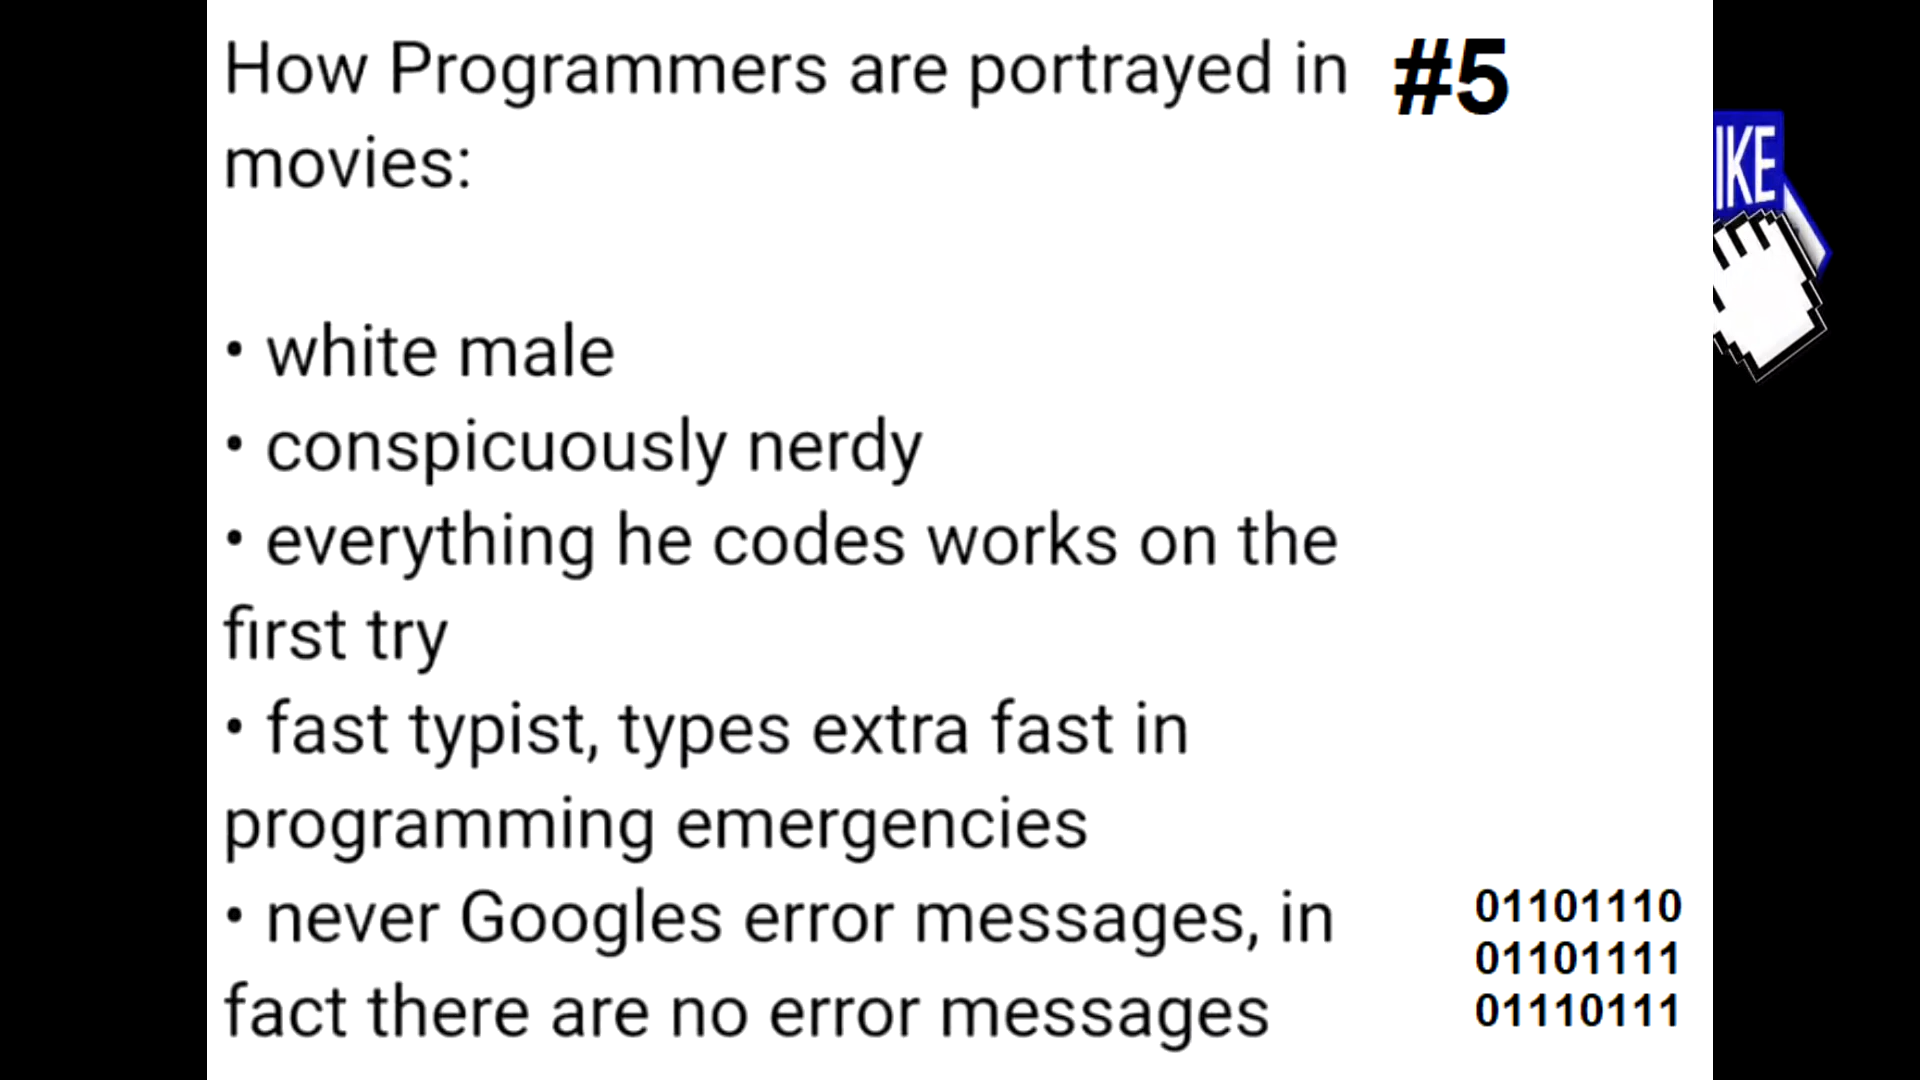 How Programmers are portrayed in #5
movies:
• white male
• conspicuously nerdy
• everything he codes works on the
first try
• fast typist, types extra fast in
programming emergencies
• never Googles error messages, in
fact there are no error messages
01101110
01101111
01110111
IKE